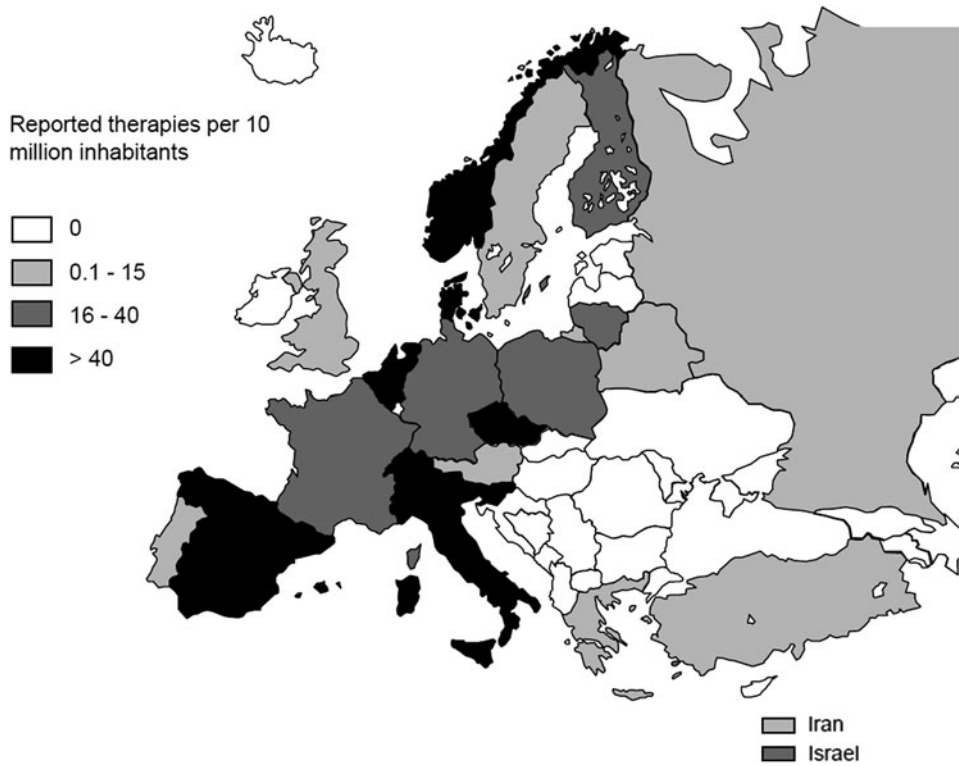 Reported therapies per 10
million inhabitants
0
0.1 - 15
16 - 40
> 40
Iran
Israel